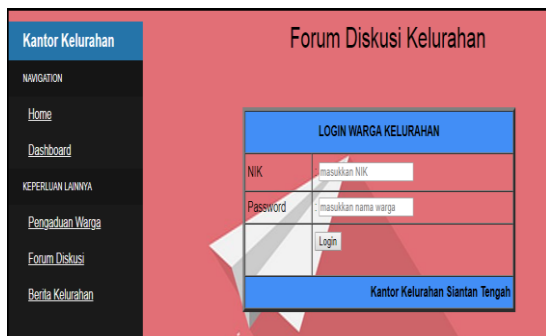 Kantor Kelurahan
NAVIGATION
Home
Dashboard
KEPERLUAN LAINNYA
Pengaduan Warga
Forum Diskusi
Berita Kelurahan
Forum Diskusi Kelurahan
LOGIN WARGA KELURAHAN
NIK : masukkan NIK
Password : masukkan nama warga
Login
Kantor Kelurahan Siantan Tengah